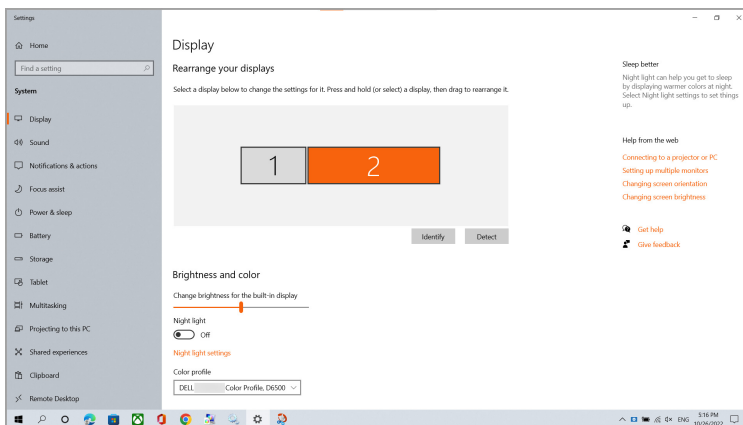 Settings
Home
Find a setting
System
Display
Sound
Notifications & actions
Focus assist
Power & sleep
Battery
Storage
Tablet
Multitasking
Projecting to this PC
Shared experiences
Clipboard
Remote Desktop
Display
Rearrange your displays
Select a display below to change the settings for it. Press and hold (or select) a display, then drag to rearrange it.
1
2
Identify
Detect
Brightness and color
Change brightness for the built-in display
Night light
Off
Night light settings
Color profile
DELL Color Profile, D6500
Sleep better
Night light can help you get to sleep
by displaying warmer colors at night.
Select Night light settings to set things
up.
Help from the web
Connecting to a projector or PC
Setting up multiple monitors
Changing screen orientation
Changing screen brightness
Get help
Give feedback
ENG
5:16 PM
10/26/2022